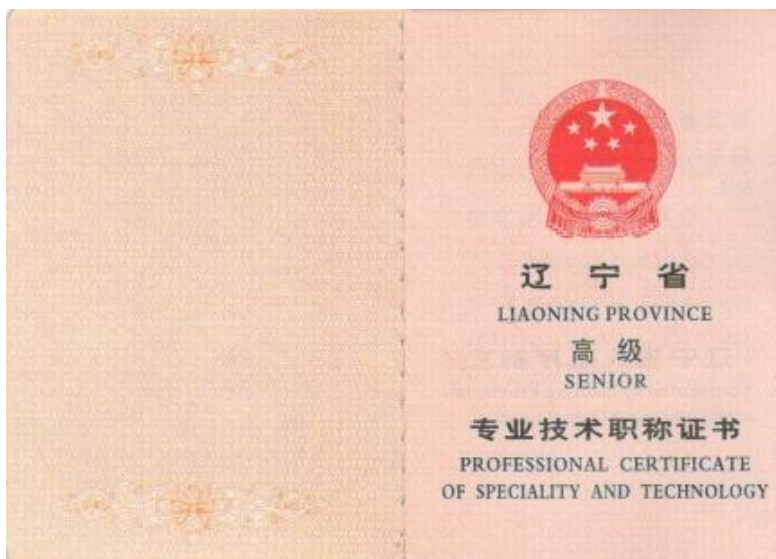 辽宁省
LIAONING PROVINCE
高级
SENIOR
专业技术职称证书
PROFESSIONAL CERTIFICATE
OF SPECIALITY AND TECHNOLOGY